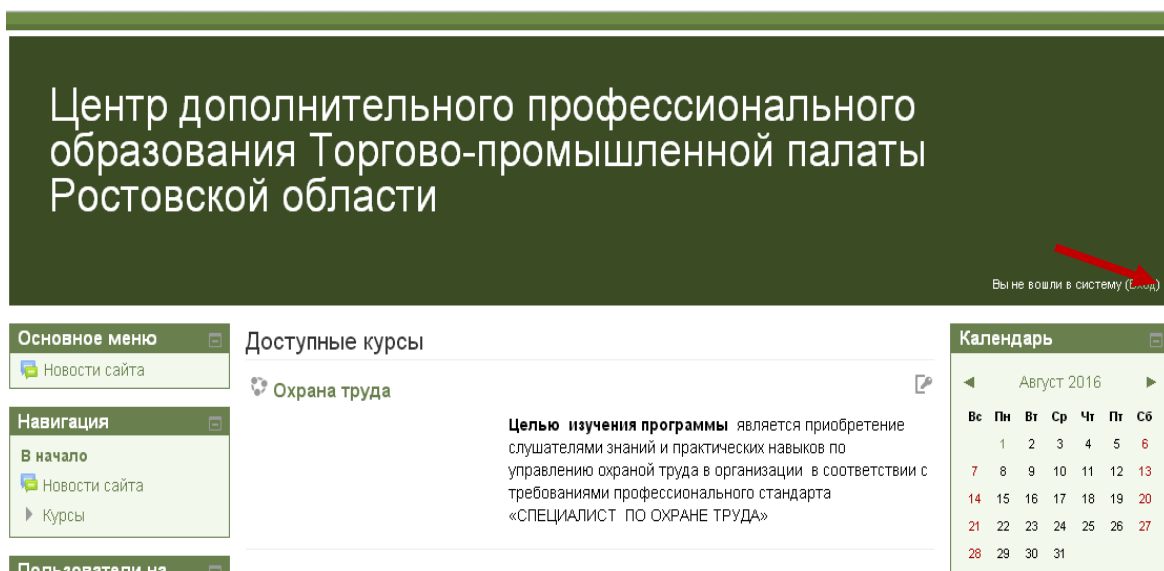 Центр дополнительного профессионального
образования Торгово-промышленной палаты
Ростовской области
Вы не вошли в систему (Вход)
Основное меню
Новости сайта
Навигация
В начало
Новости сайта
Курсы
Пользователи на
Доступные курсы
Охрана труда
Целью изучения программы является приобретение
слушателями знаний и практических навыков по
управлению охраной труда в организации в соответствии с
требованиями профессионального стандарта
«СПЕЦИАЛИСТ ПО ОХРАНЕ ТРУДА»
Календарь
Август 2016
Вс Пн Вт Ср Чт Пт Сб
1 2 3 4 5 6
7 8 9 10 11 12 13
14 15 16 17 18 19 20
21 22 23 24 25 26 27
28 29 30 31